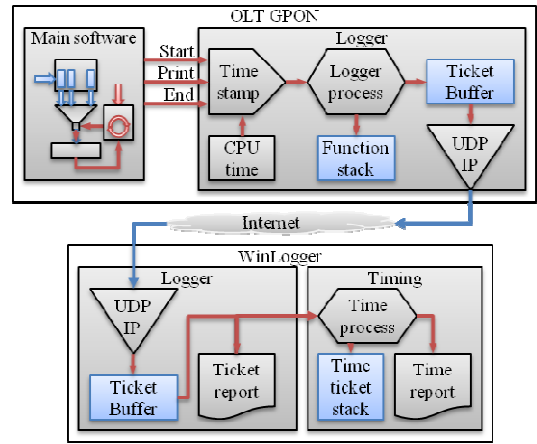 OLT GPON
Main software
Logger
Start
Print
End
Time
stamp
Logger
process
Ticket
Buffer
CPU
time
Function
stack
UDP
IP
Internet
WinLogger
Logger
Timing
UDP
IP
Time
process
Ticket
Buffer
Ticket
report
Time
ticket
stack
Time
report